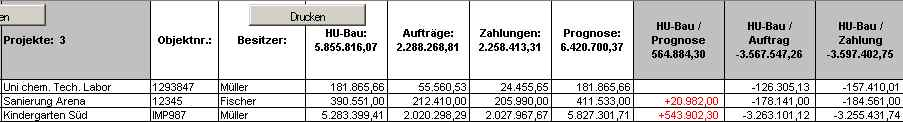 en Drucken
Projekte: 3 Objektnr.: Besitzer: HU-Bau: 5.855.816,07 Aufträge: 2.288.268,81 Zahlungen: 2.258.413,31 Prognose: 6.420.700,37 HU-Bau / Prognose 564.884,30 HU-Bau / Auftrag -3.567.547,26 HU-Bau / Zahlung -3.597.402,75
Uni chem. Tech. Labor 1293847 Müller 181.865,66 55.560,53 24.455,65 181.865,66 -126.305,13 -157.410,01
Sanierung Arena 12345 Fischer 390.551,00 212.410,00 205.990,00 411.533,00 +20.982,00 -178.141,00 -184.561,00
Kindergarten Süd IMP987 Müller 5.283.399,41 2.020.298,29 2.027.967,67 5.827.301,71 +543.902,30 -3.263.101,12 -3.255.431,74